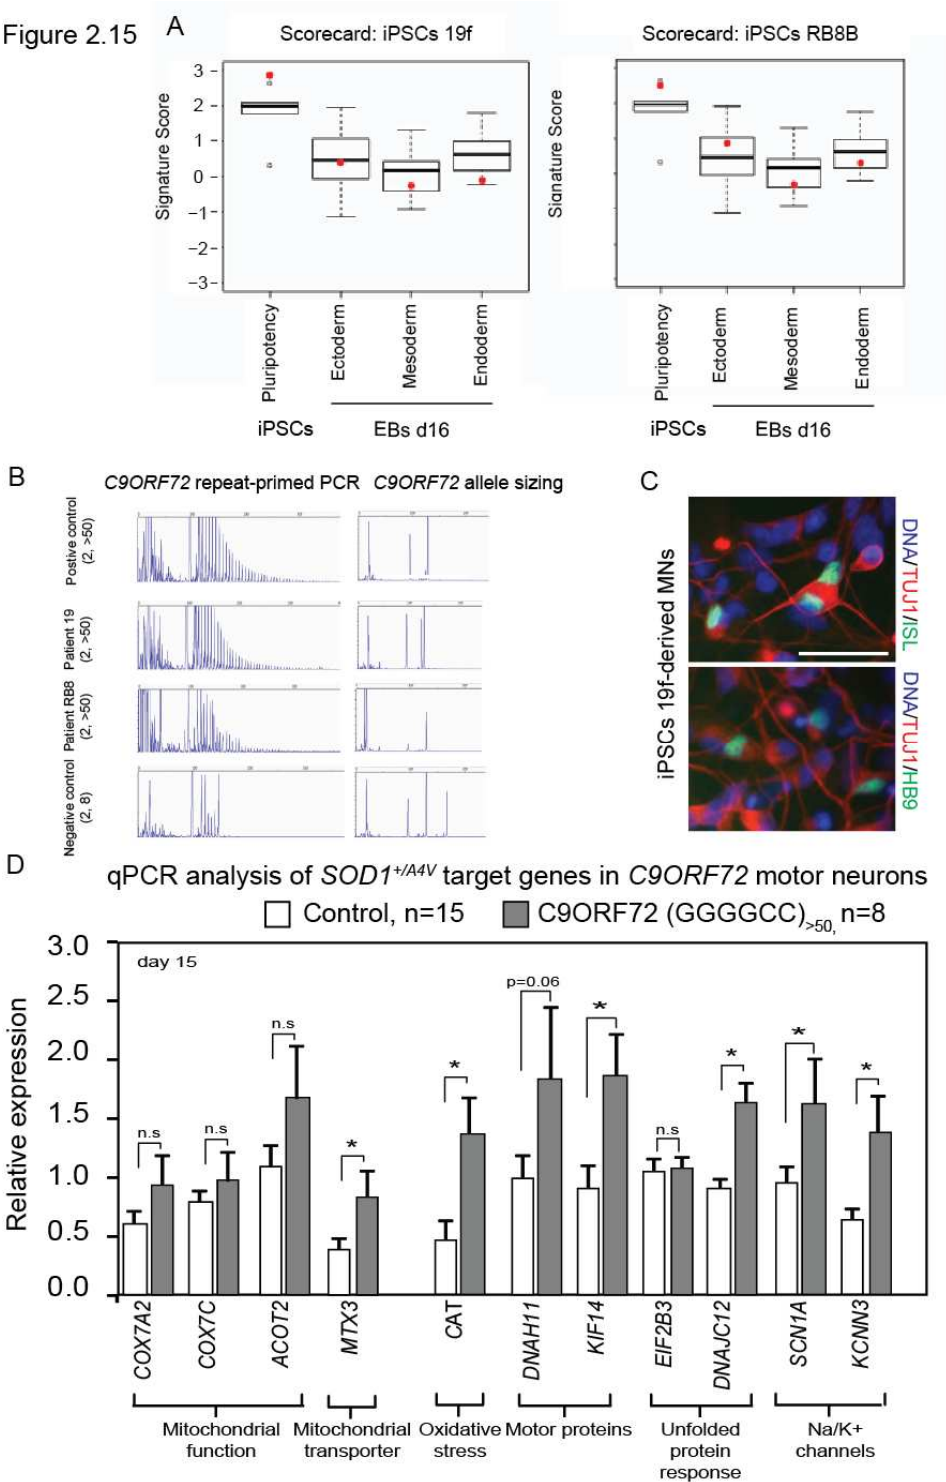 Figure 2.15
A
Scorecard: iPSCs 19f
Scorecard: iPSCs RB8B
Signature Score
3
2
1
0
−1
−2
−3
Pluripotency
Ectoderm
Mesoderm
Endoderm
iPSCs
EBs d16
Signature Score
Pluripotency
Ectoderm
Mesoderm
Endoderm
iPSCs
EBs d16
B
C9ORF72 repeat-primed PCR
C9ORF72 allele sizing
Postive control
(2, >50)
Patient 19
(2, >50)
Patient RB8
(2, >50)
Negative control
(2, 8)
C
iPSCs 19f-derived MNs
DNA/TUJ1/ISL
DNA/TUJ1/HB9
D
qPCR analysis of SOD1+/A4V target genes in C9ORF72 motor neurons
Control, n=15
C9ORF72 (GGGGCC)>50, n=8
Relative expression
3.0
2.5
2.0
1.5
1.0
0.5
0.0
day 15
n.s
n.s
n.s
*
*
p=0.06
*
n.s
*
*
*
COX7A2
COX7C
ACOT2
MTX3
CAT
DNAH11
KIF14
EIF2B3
DNAJC12
SCN1A
KCNN3
Mitochondrial
function
Mitochondrial
transporter
Oxidative
stress
Motor proteins
Unfolded
protein
response
Na/K+
channels